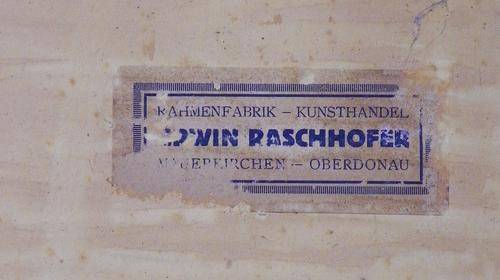 RAHMENFABRIK – KUNSTHANDEL
RASCHHOFER
– OBERDONAU